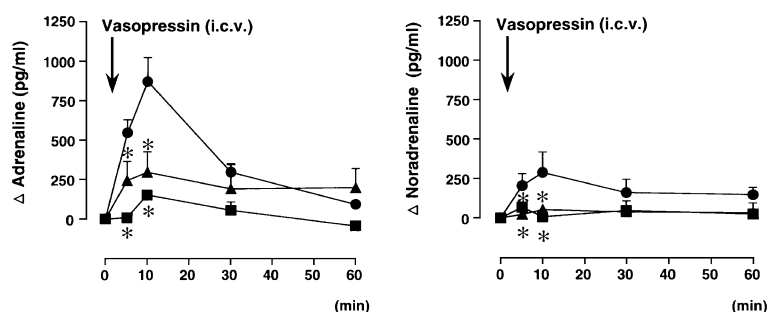 Vasopressin (i.c.v.)
Δ Adrenaline (pg/ml)
1250
1000
750
500
250
0
*
*
*
*
0 10 20 30 40 50 60
(min)
Vasopressin (i.c.v.)
Δ Noradrenaline (pg/ml)
1250
1000
750
500
250
0
*
*
*
*
0 10 20 30 40 50 60
(min)